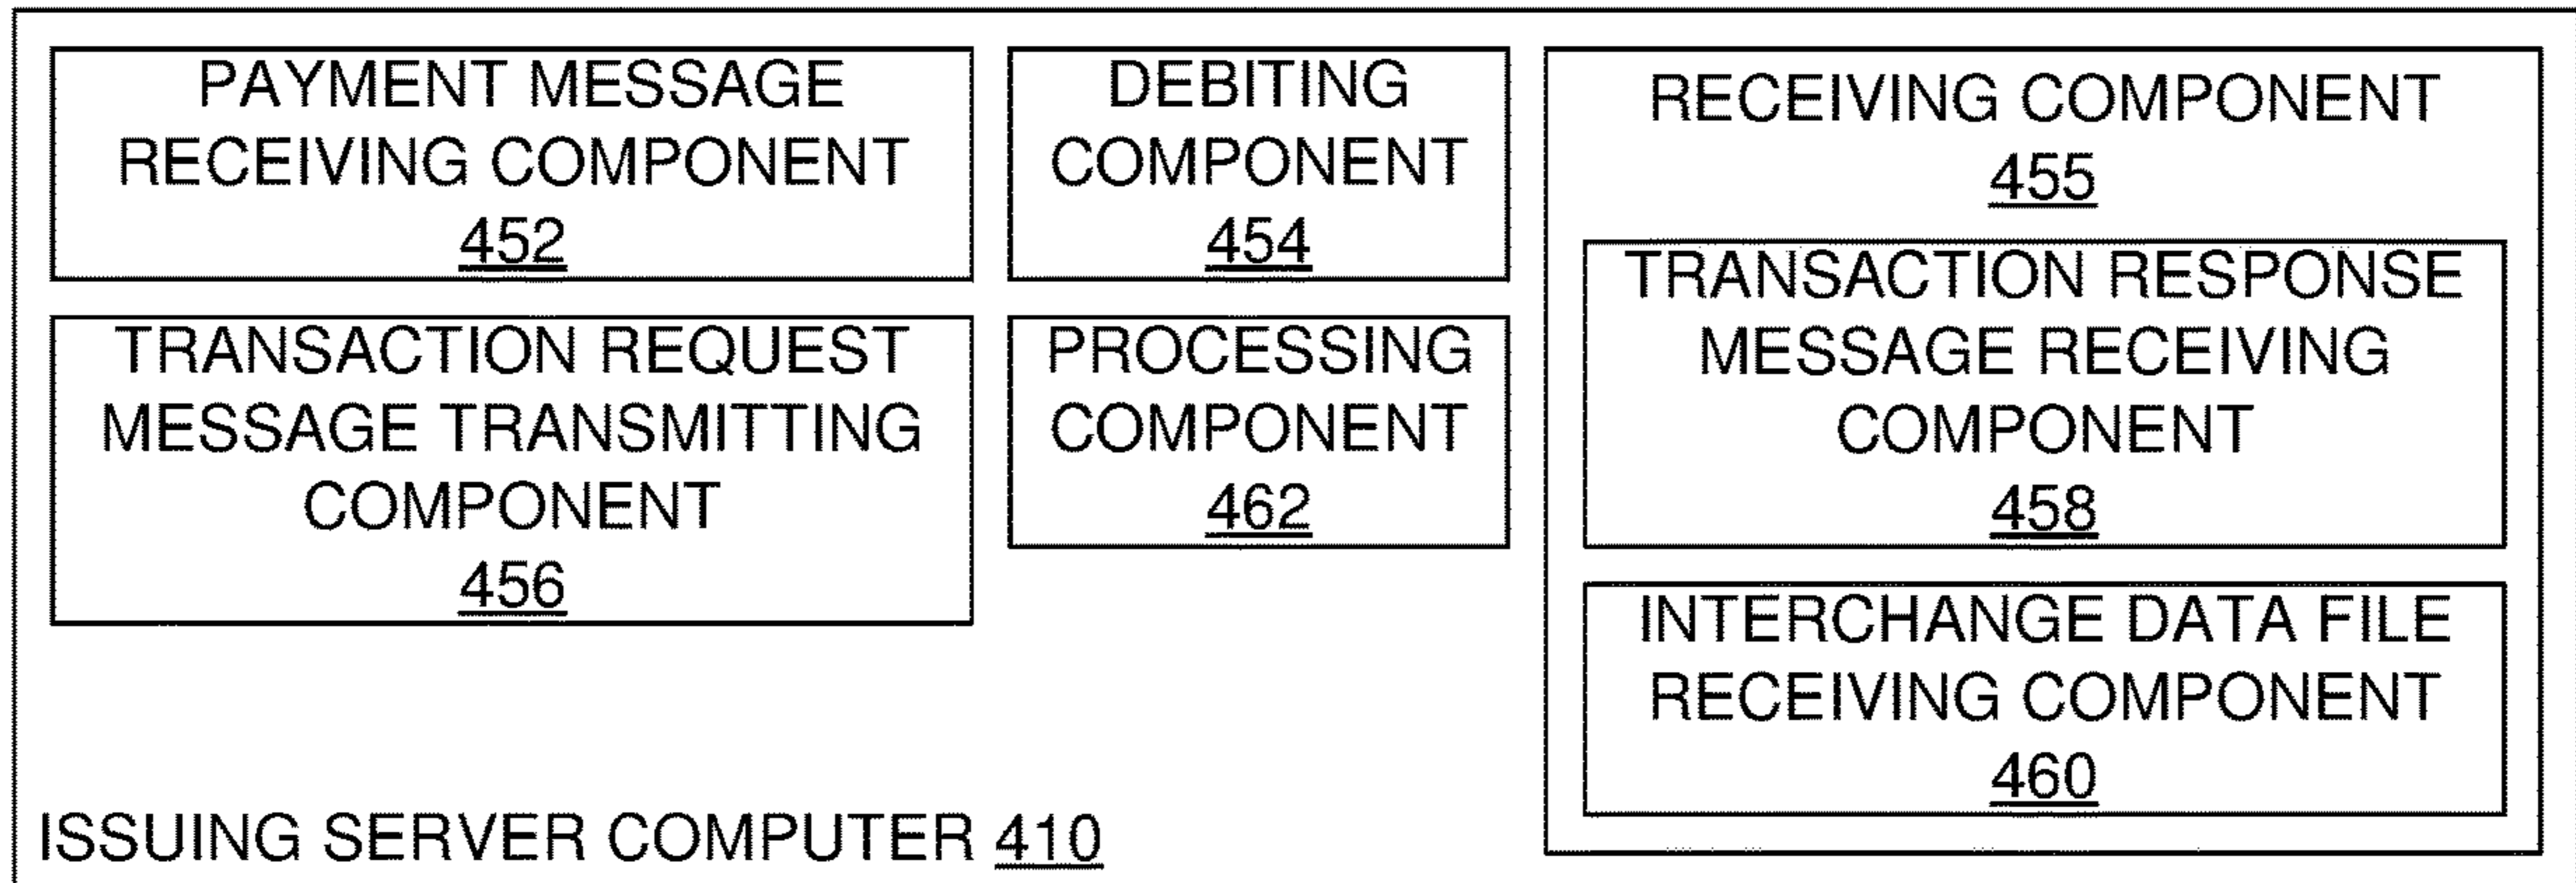 PAYMENT MESSAGE
RECEIVING COMPONENT
452
DEBITING
COMPONENT
454
RECEIVING COMPONENT
455
TRANSACTION REQUEST
MESSAGE TRANSMITTING
COMPONENT
456
PROCESSING
COMPONENT
462
TRANSACTION RESPONSE
MESSAGE RECEIVING
COMPONENT
458
INTERCHANGE DATA FILE
RECEIVING COMPONENT
460
ISSUING SERVER COMPUTER 410